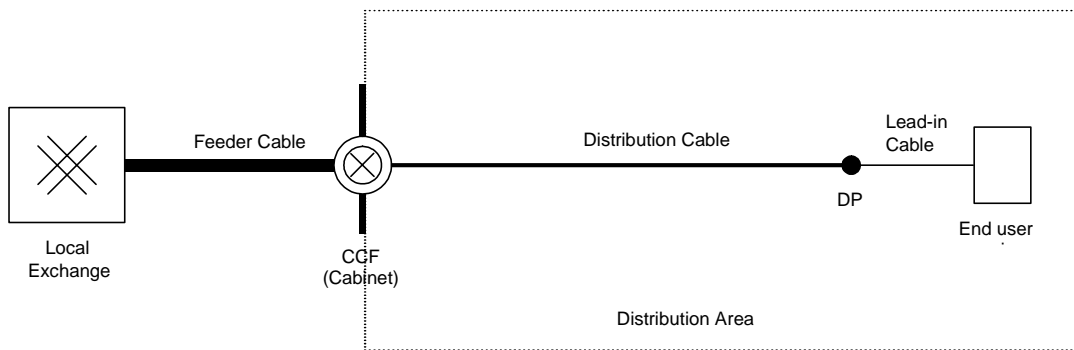 Feeder Cable
Distribution Cable
Lead-in
Cable
DP
Local
Exchange
CCF
(Cabinet)
End user
Distribution Area